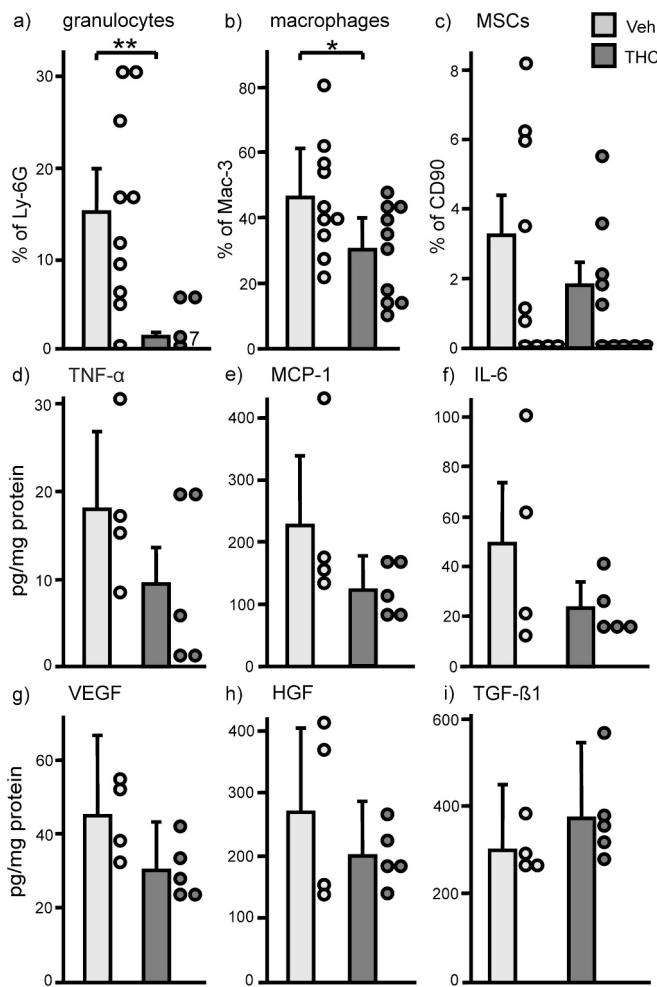 a) granulocytes
b) macrophages
c) MSCs
Veh
THC
**
*
% of Ly-6G
30
20
10
0
7
% of Mac-3
80
60
40
20
0
% of CD90
8
6
4
2
0
d) TNF-α
e) MCP-1
f) IL-6
pg/mg protein
30
20
10
0
400
300
200
100
0
100
80
60
40
20
0
g) VEGF
h) HGF
i) TGF-ß1
pg/mg protein
60
40
20
0
400
300
200
100
0
600
400
200
0